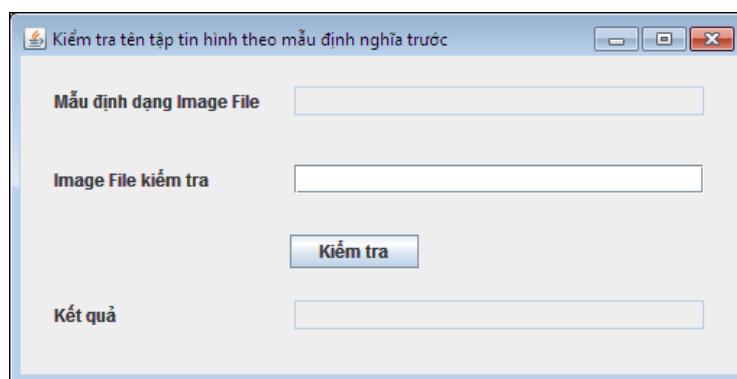 Kiểm tra tên tập tin hình theo mẫu định nghĩa trước
Mẫu định dạng Image File
Image File kiểm tra
Kiểm tra
Kết quả